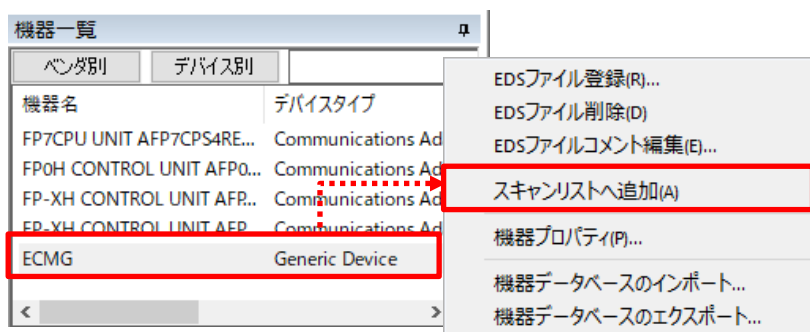 機器一覧
ベンダ別 デバイス別
機器名 デバイスタイプ
FP7CPU UNIT AFP7CPS4RE... Communications Ad
FP0H CONTROL UNIT AFP0... Communications Ad
FP-XH CONTROL UNIT AFP... Communications Ad
FP-XH CONTROL UNIT AFP... Communications Ad
ECMG Generic Device
EDSファイル登録(R)...
EDSファイル削除(D)
EDSファイルコメント編集(E)...
スキャンリストへ追加(A)
機器プロパティ(P)...
機器データベースのインポート...
機器データベースのエクスポート...